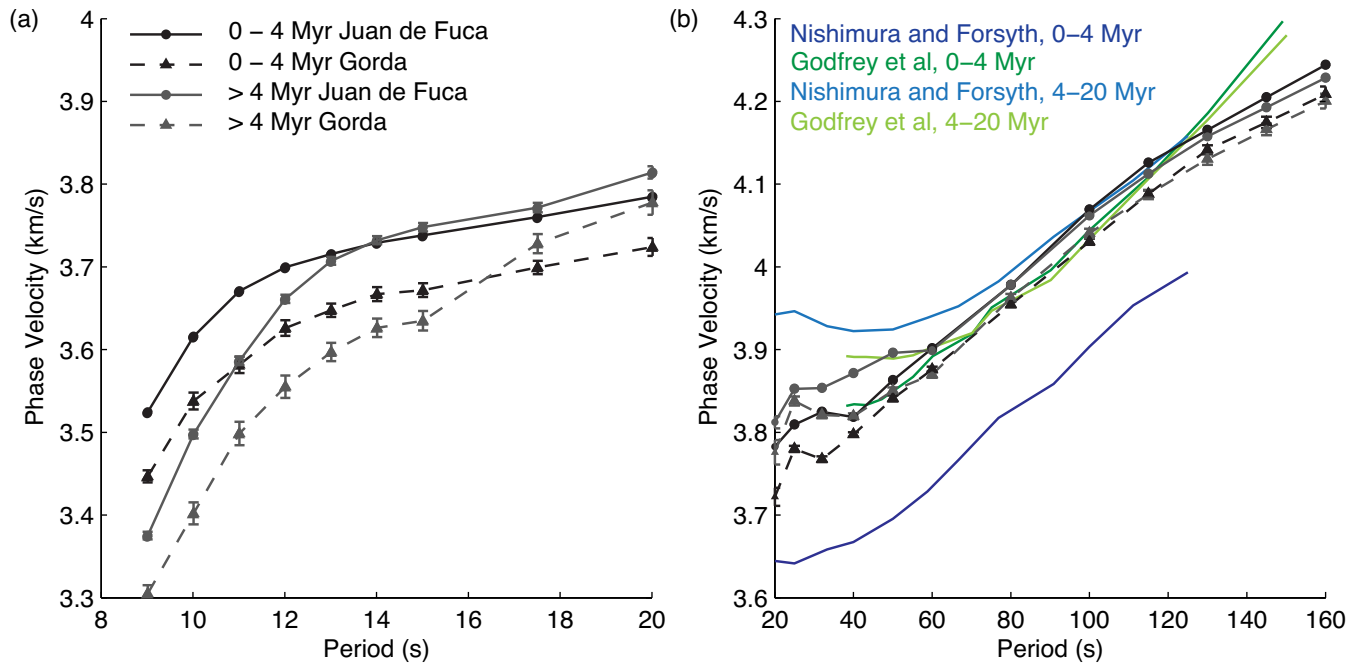 (a)
0 – 4 Myr Juan de Fuca
0 – 4 Myr Gorda
> 4 Myr Juan de Fuca
> 4 Myr Gorda
Phase Velocity (km/s)
4
3.9
3.8
3.7
3.6
3.5
3.4
3.3
8
10
12
14
16
18
20
Period (s)
(b)
Nishimura and Forsyth, 0–4 Myr
Godfrey et al, 0–4 Myr
Nishimura and Forsyth, 4–20 Myr
Godfrey et al, 4–20 Myr
Phase Velocity (km/s)
4.3
4.2
4.1
4
3.9
3.8
3.7
3.6
20
40
60
80
100
120
140
160
Period (s)